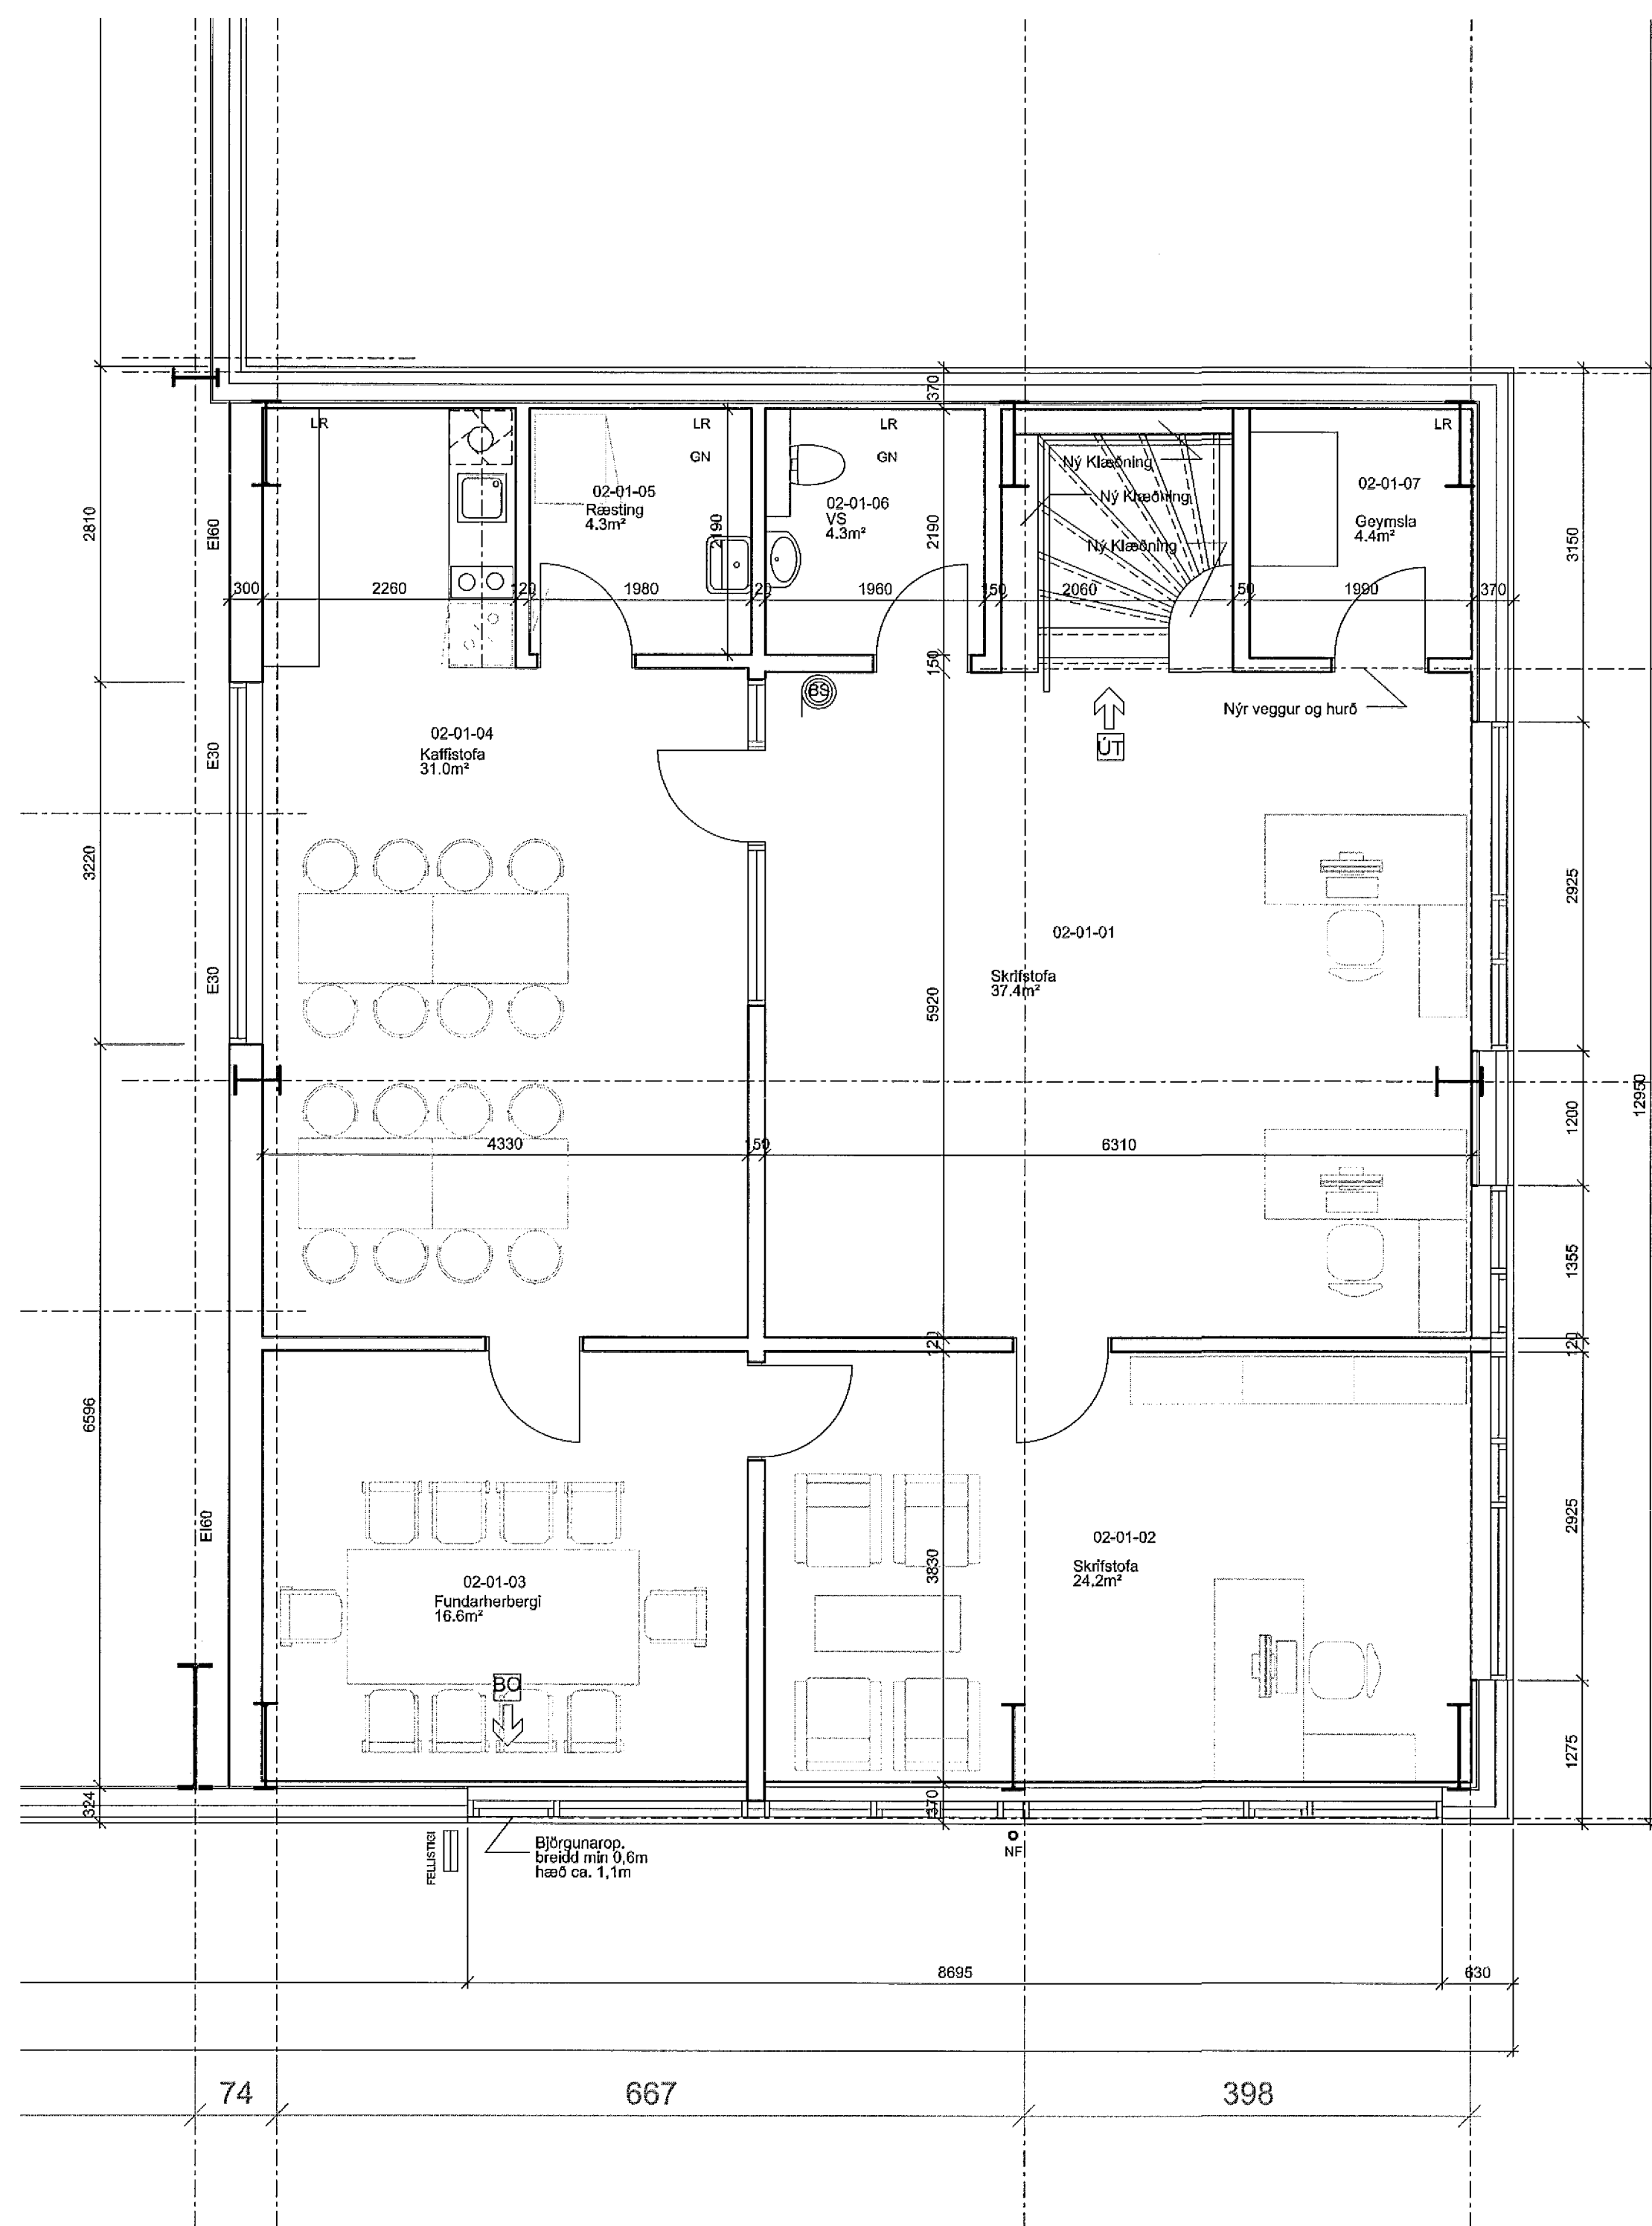 370
LR
LR
GN
LR
GN
LR
Ný Klæðning
Ný Klæðning
Ný Klæðning
02-01-05
Ræsting
4.3m²
02-01-06
VS
4.3m²
02-01-07
Geymsla
4.4m²
2810
EI60
2190
2190
3150
300
2260
120
1980
120
1960
150
2060
150
1990
370
150
BS
ÚT
Nýr veggur og hurð
02-01-04
Kaffistofa
31.0m²
E30
3220
E30
02-01-01
Skrifstofa
37.4m²
5920
2925
1200
12950
4330
150
6310
1355
120
120
6596
EI60
02-01-03
Fundarherbergi
16.6m²
BO
3830
02-01-02
Skrifstofa
24.2m²
2925
1275
324
370
FELLISTIGI
Björgunarop.
breidd min 0,6m
hæð ca. 1,1m
NF
8695
630
74
667
398